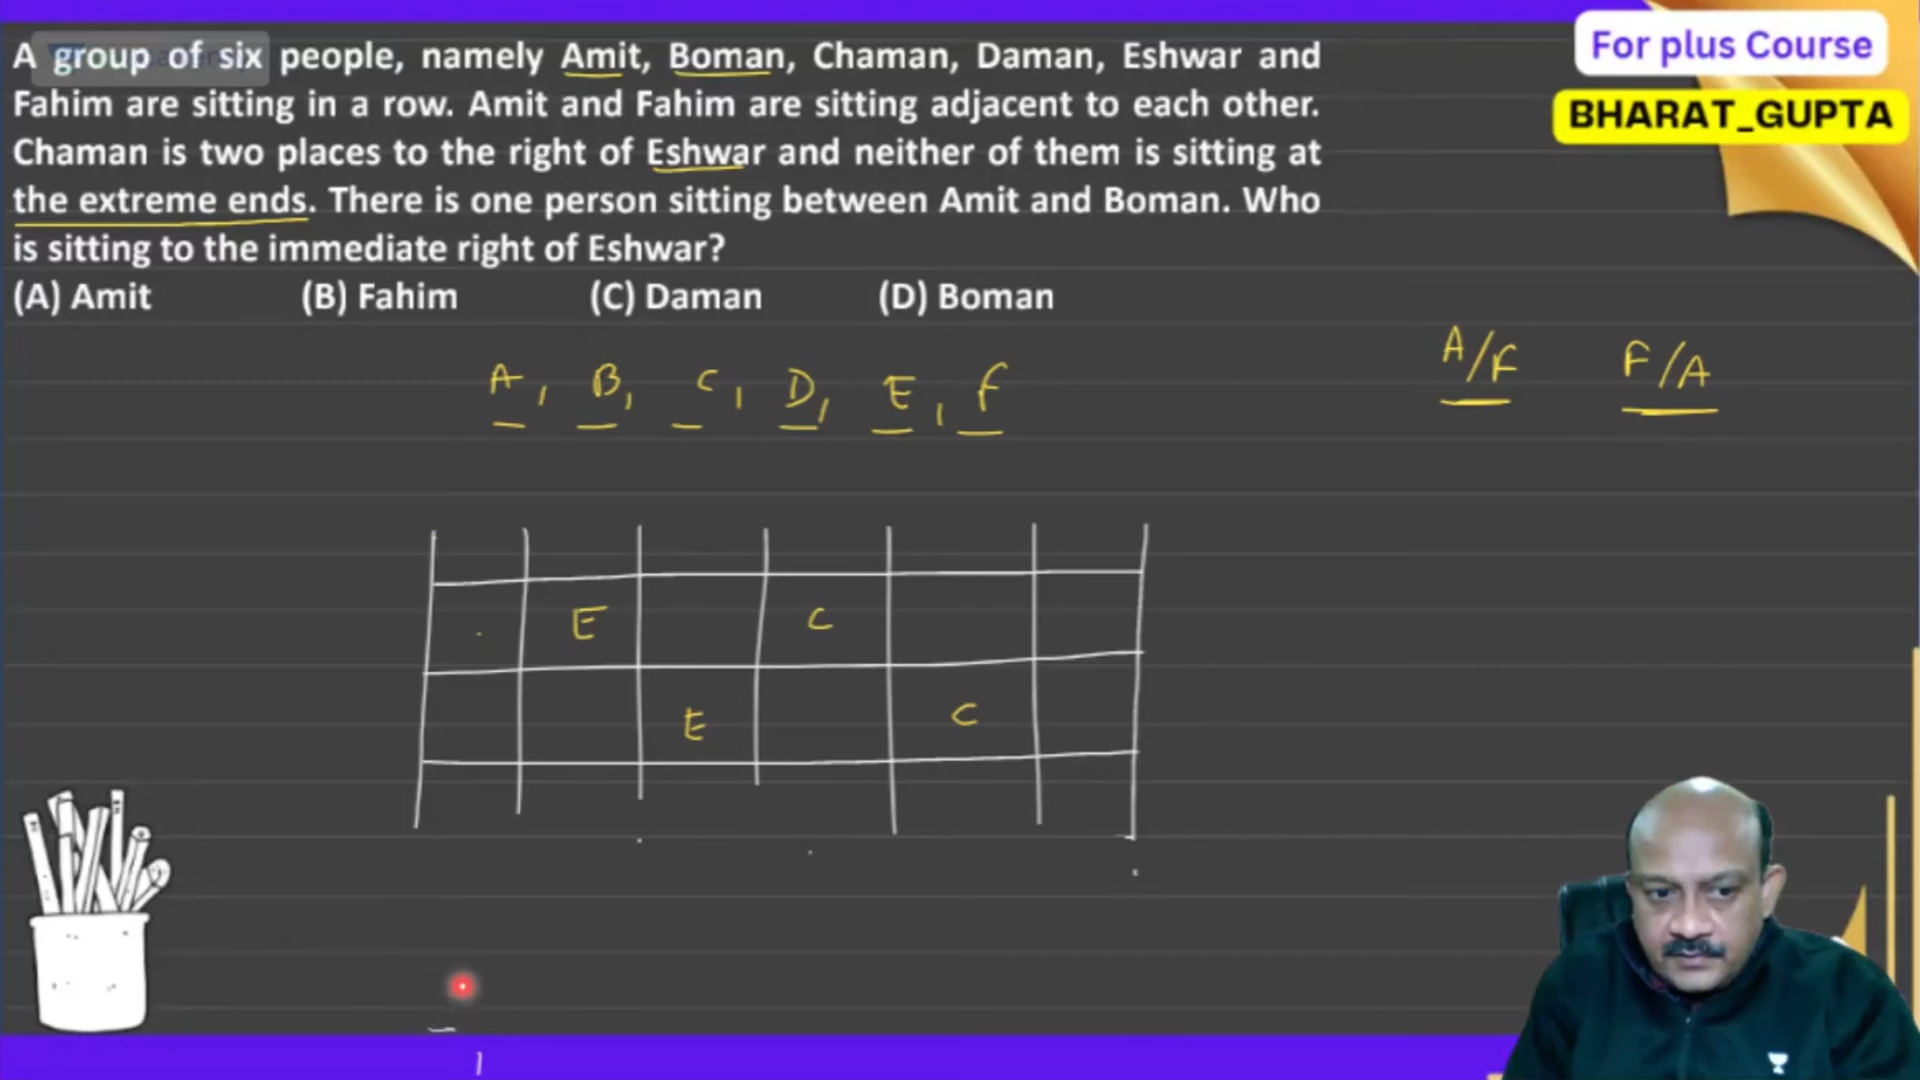 A group of six people, namely Amit, Boman, Chaman, Daman, Eshwar and
Fahim are sitting in a row. Amit and Fahim are sitting adjacent to each other.
Chaman is two places to the right of Eshwar and neither of them is sitting at
the extreme ends. There is one person sitting between Amit and Boman. Who
is sitting to the immediate right of Eshwar?
(A) Amit (B) Fahim (C) Daman (D) Boman
For plus Course
BHARAT_GUPTA
A/F F/A
A, B, C, D, E, F
E C
E C